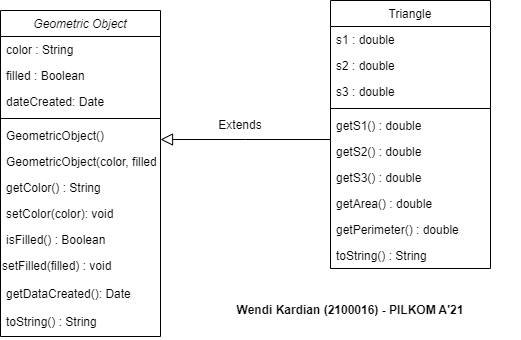 Geometric Object
color : String
filled : Boolean
dateCreated: Date
GeometricObject()
GeometricObject(color, filled
getColor() : String
setColor(color): void
isFilled() : Boolean
setFilled(filled) : void
getDataCreated(): Date
toString() : String
Extends
Triangle
s1 : double
s2 : double
s3 : double
getS1() : double
getS2() : double
getS3() : double
getArea() : double
getPerimeter() : double
toString() : String
Wendi Kardian (2100016) - PILKOM A'21